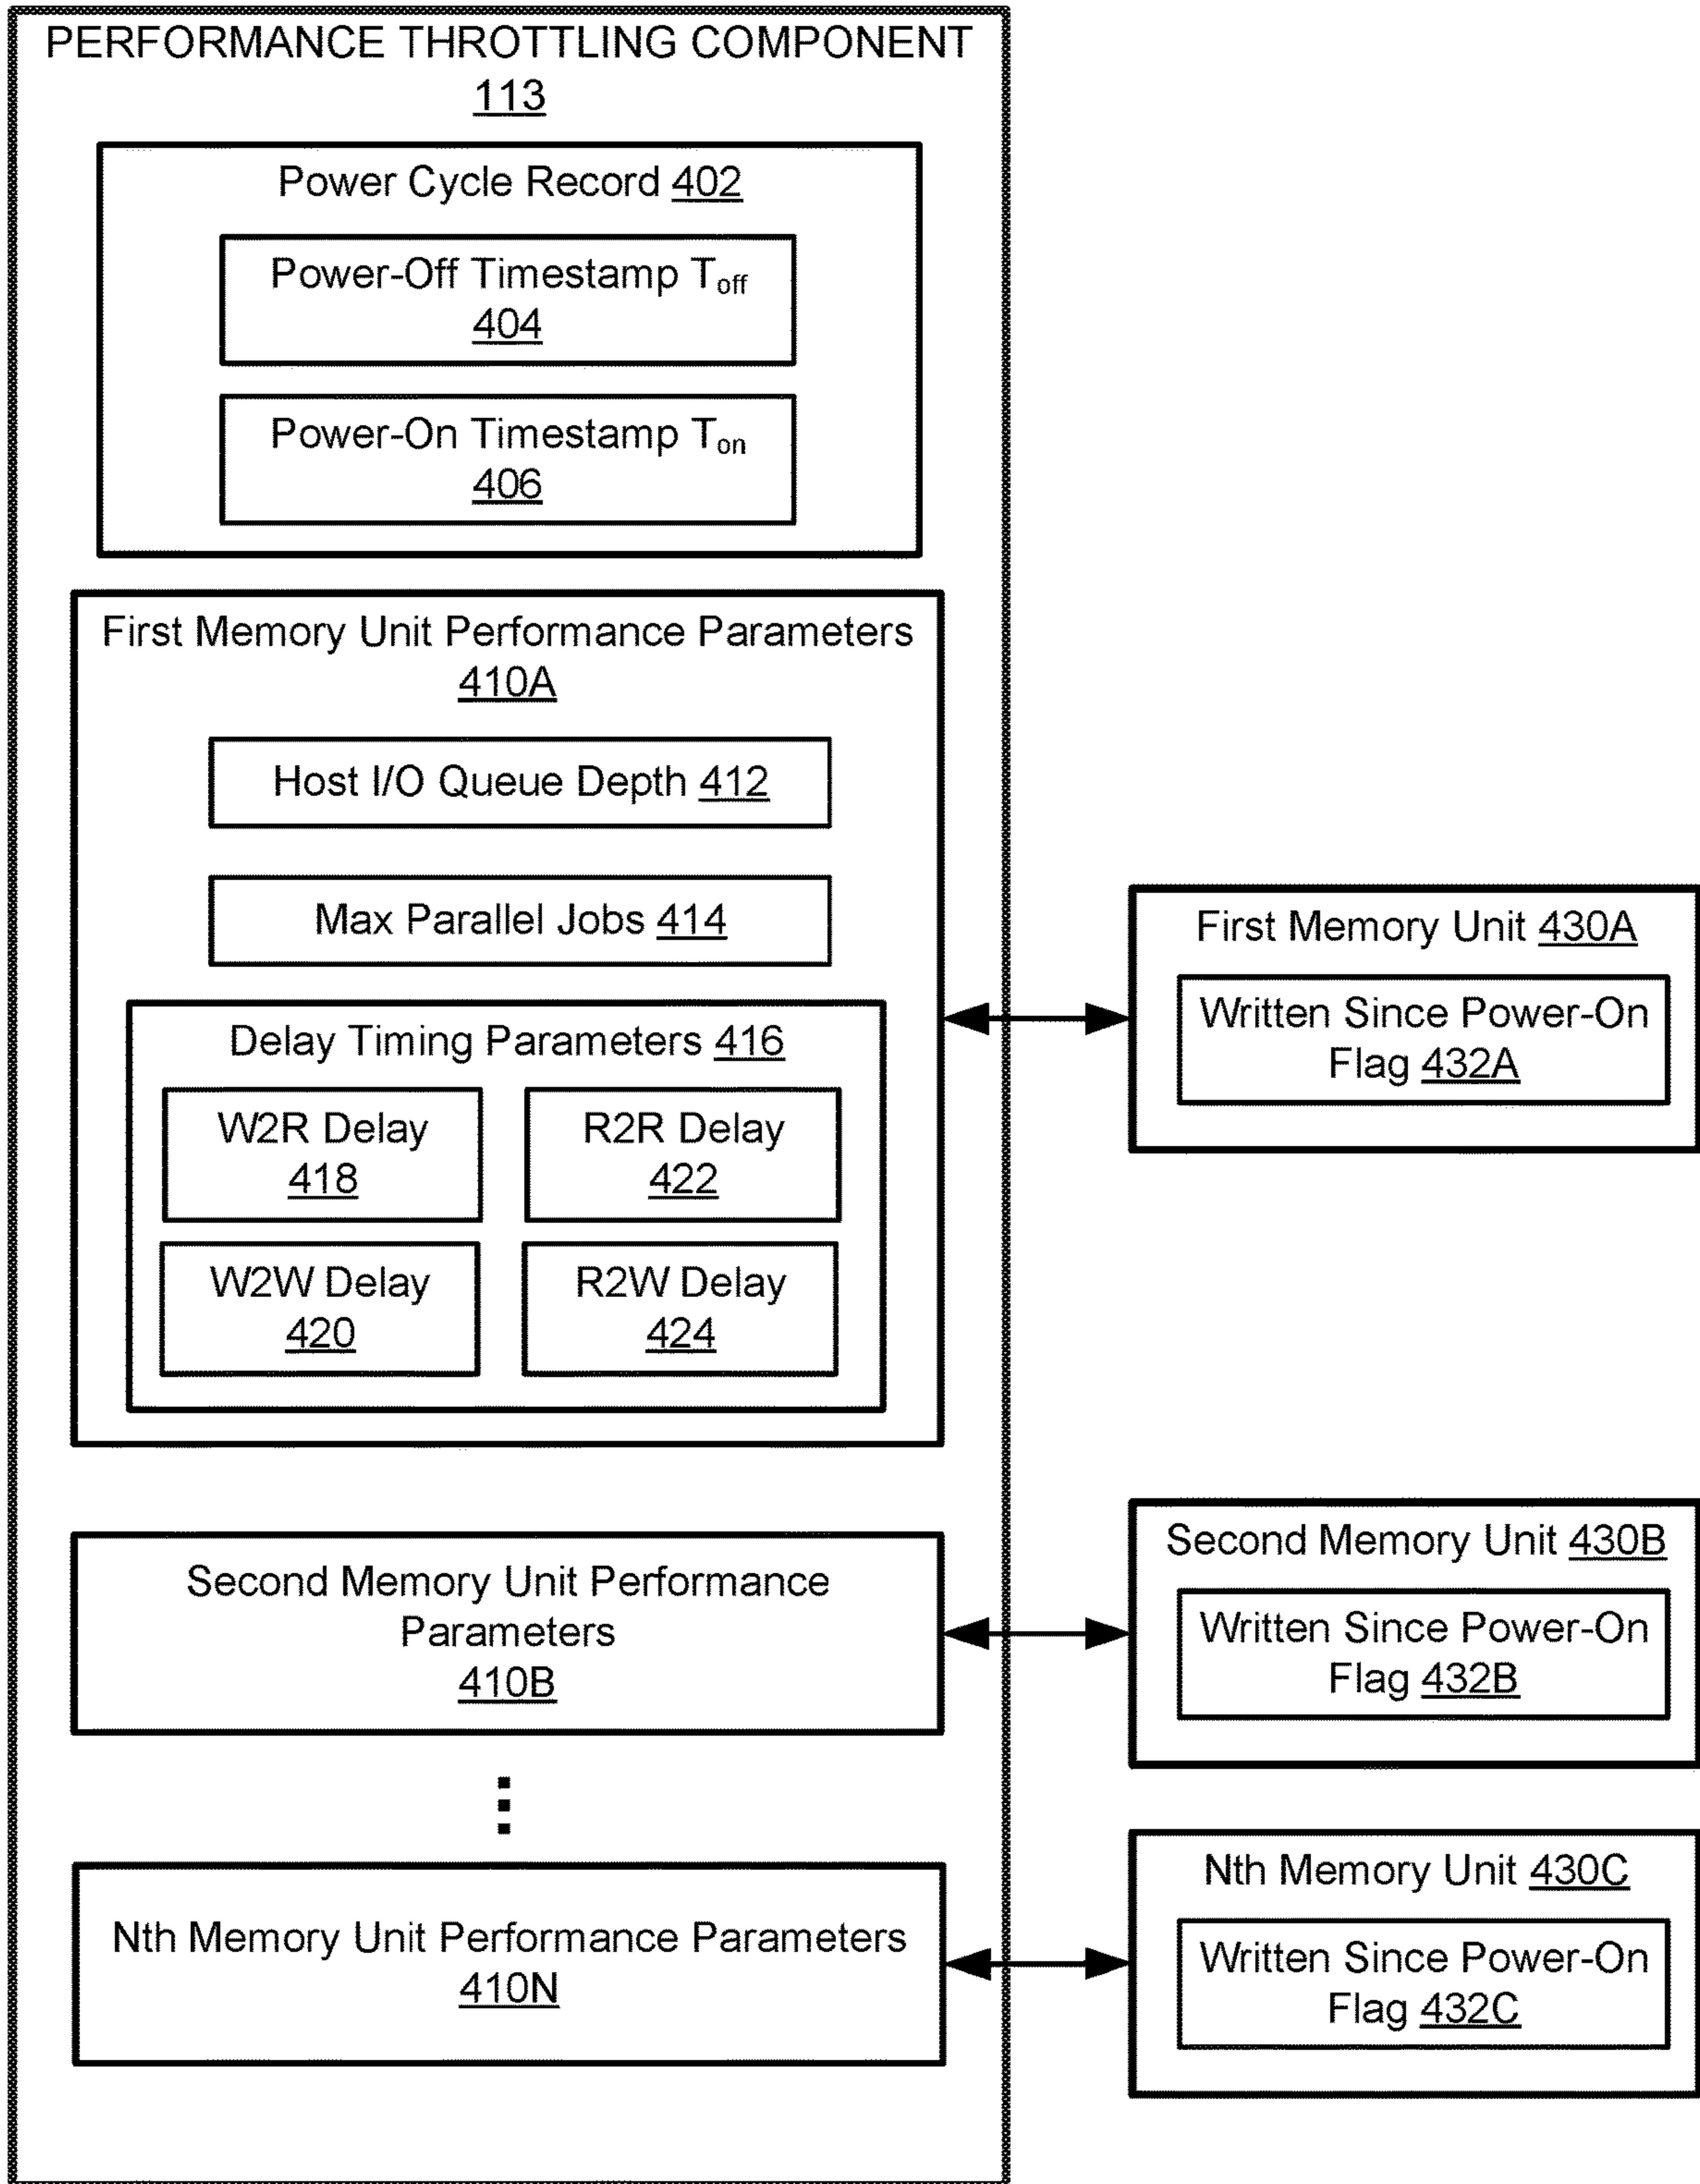 PERFORMANCE THROTTLING COMPONENT
113
Power Cycle Record 402
Power-Off Timestamp Toff
404
Power-On Timestamp Ton
406
First Memory Unit Performance Parameters
410A
Host I/O Queue Depth 412
Max Parallel Jobs 414
Delay Timing Parameters 416
W2R Delay
418
R2R Delay
422
W2W Delay
420
R2W Delay
424
First Memory Unit 430A
Written Since Power-On
Flag 432A
Second Memory Unit Performance
Parameters
410B
Second Memory Unit 430B
Written Since Power-On
Flag 432B
Nth Memory Unit Performance Parameters
410N
Nth Memory Unit 430C
Written Since Power-On
Flag 432C